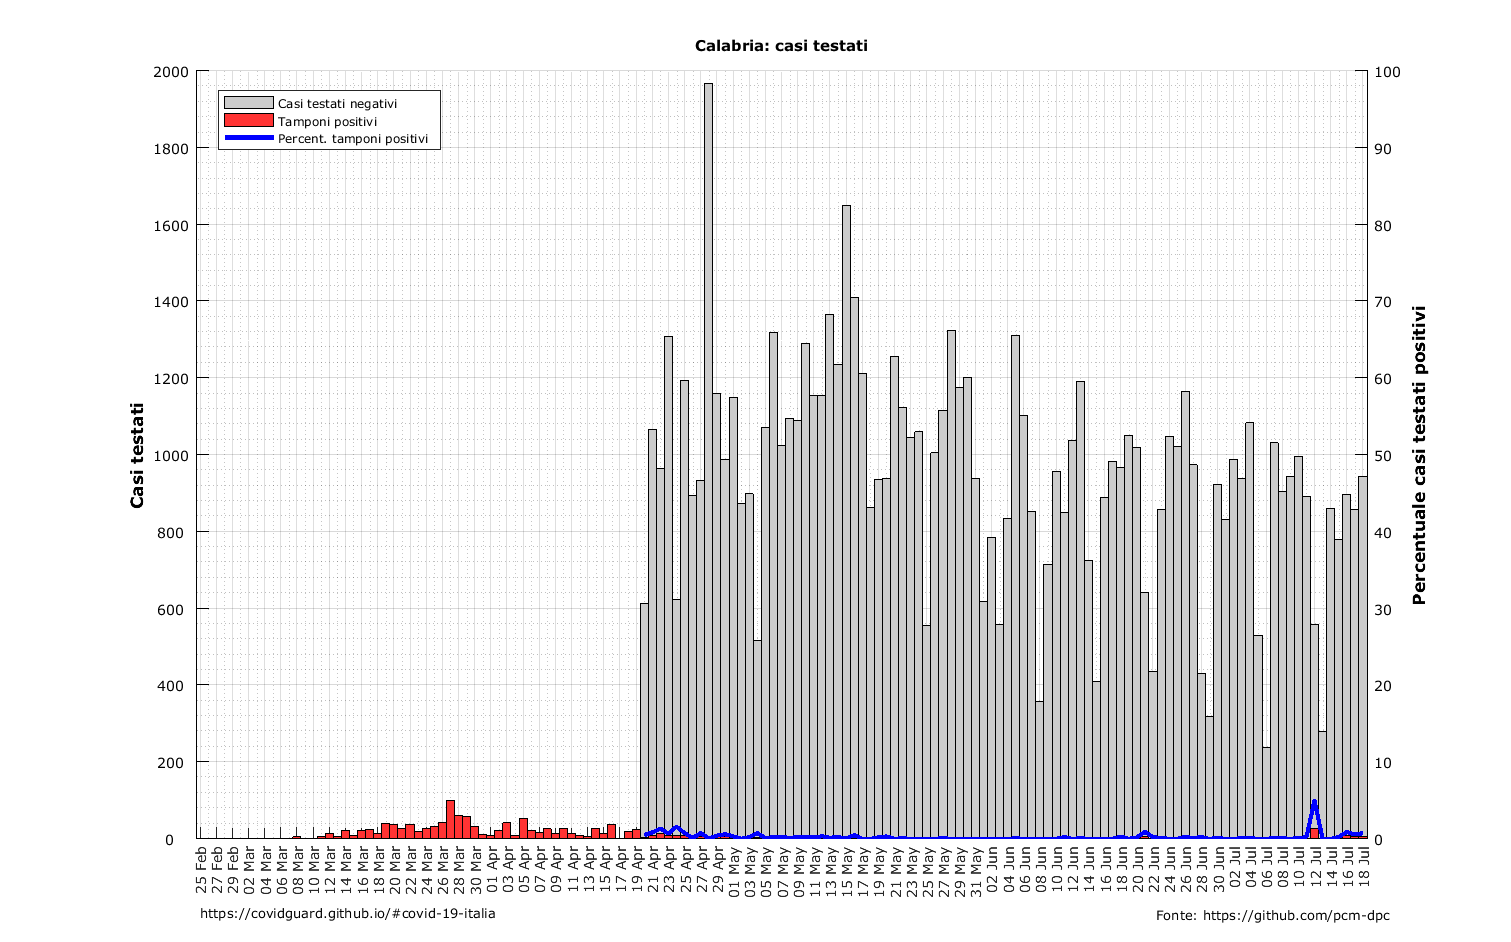 Calabria: casi testati
Casi testati negativi
Tamponi positivi
Percent. tamponi positivi
Casi testati
2000
1800
1600
1400
1200
1000
800
600
400
200
0
100
90
80
70
60
50
40
30
20
10
0
Percentuale casi testati positivi
25 Feb
27 Feb
29 Feb
02 Mar
04 Mar
06 Mar
08 Mar
10 Mar
12 Mar
14 Mar
16 Mar
18 Mar
20 Mar
22 Mar
24 Mar
26 Mar
28 Mar
30 Mar
01 Apr
03 Apr
05 Apr
07 Apr
09 Apr
11 Apr
13 Apr
15 Apr
17 Apr
19 Apr
21 Apr
23 Apr
25 Apr
27 Apr
29 Apr
01 May
03 May
05 May
07 May
09 May
11 May
13 May
15 May
17 May
19 May
21 May
23 May
25 May
27 May
29 May
31 May
02 Jun
04 Jun
06 Jun
08 Jun
10 Jun
12 Jun
14 Jun
16 Jun
18 Jun
20 Jun
22 Jun
24 Jun
26 Jun
28 Jun
30 Jun
02 Jul
04 Jul
06 Jul
08 Jul
10 Jul
12 Jul
14 Jul
16 Jul
18 Jul
https://covidguard.github.io/#covid-19-italia
Fonte: https://github.com/pcm-dpc